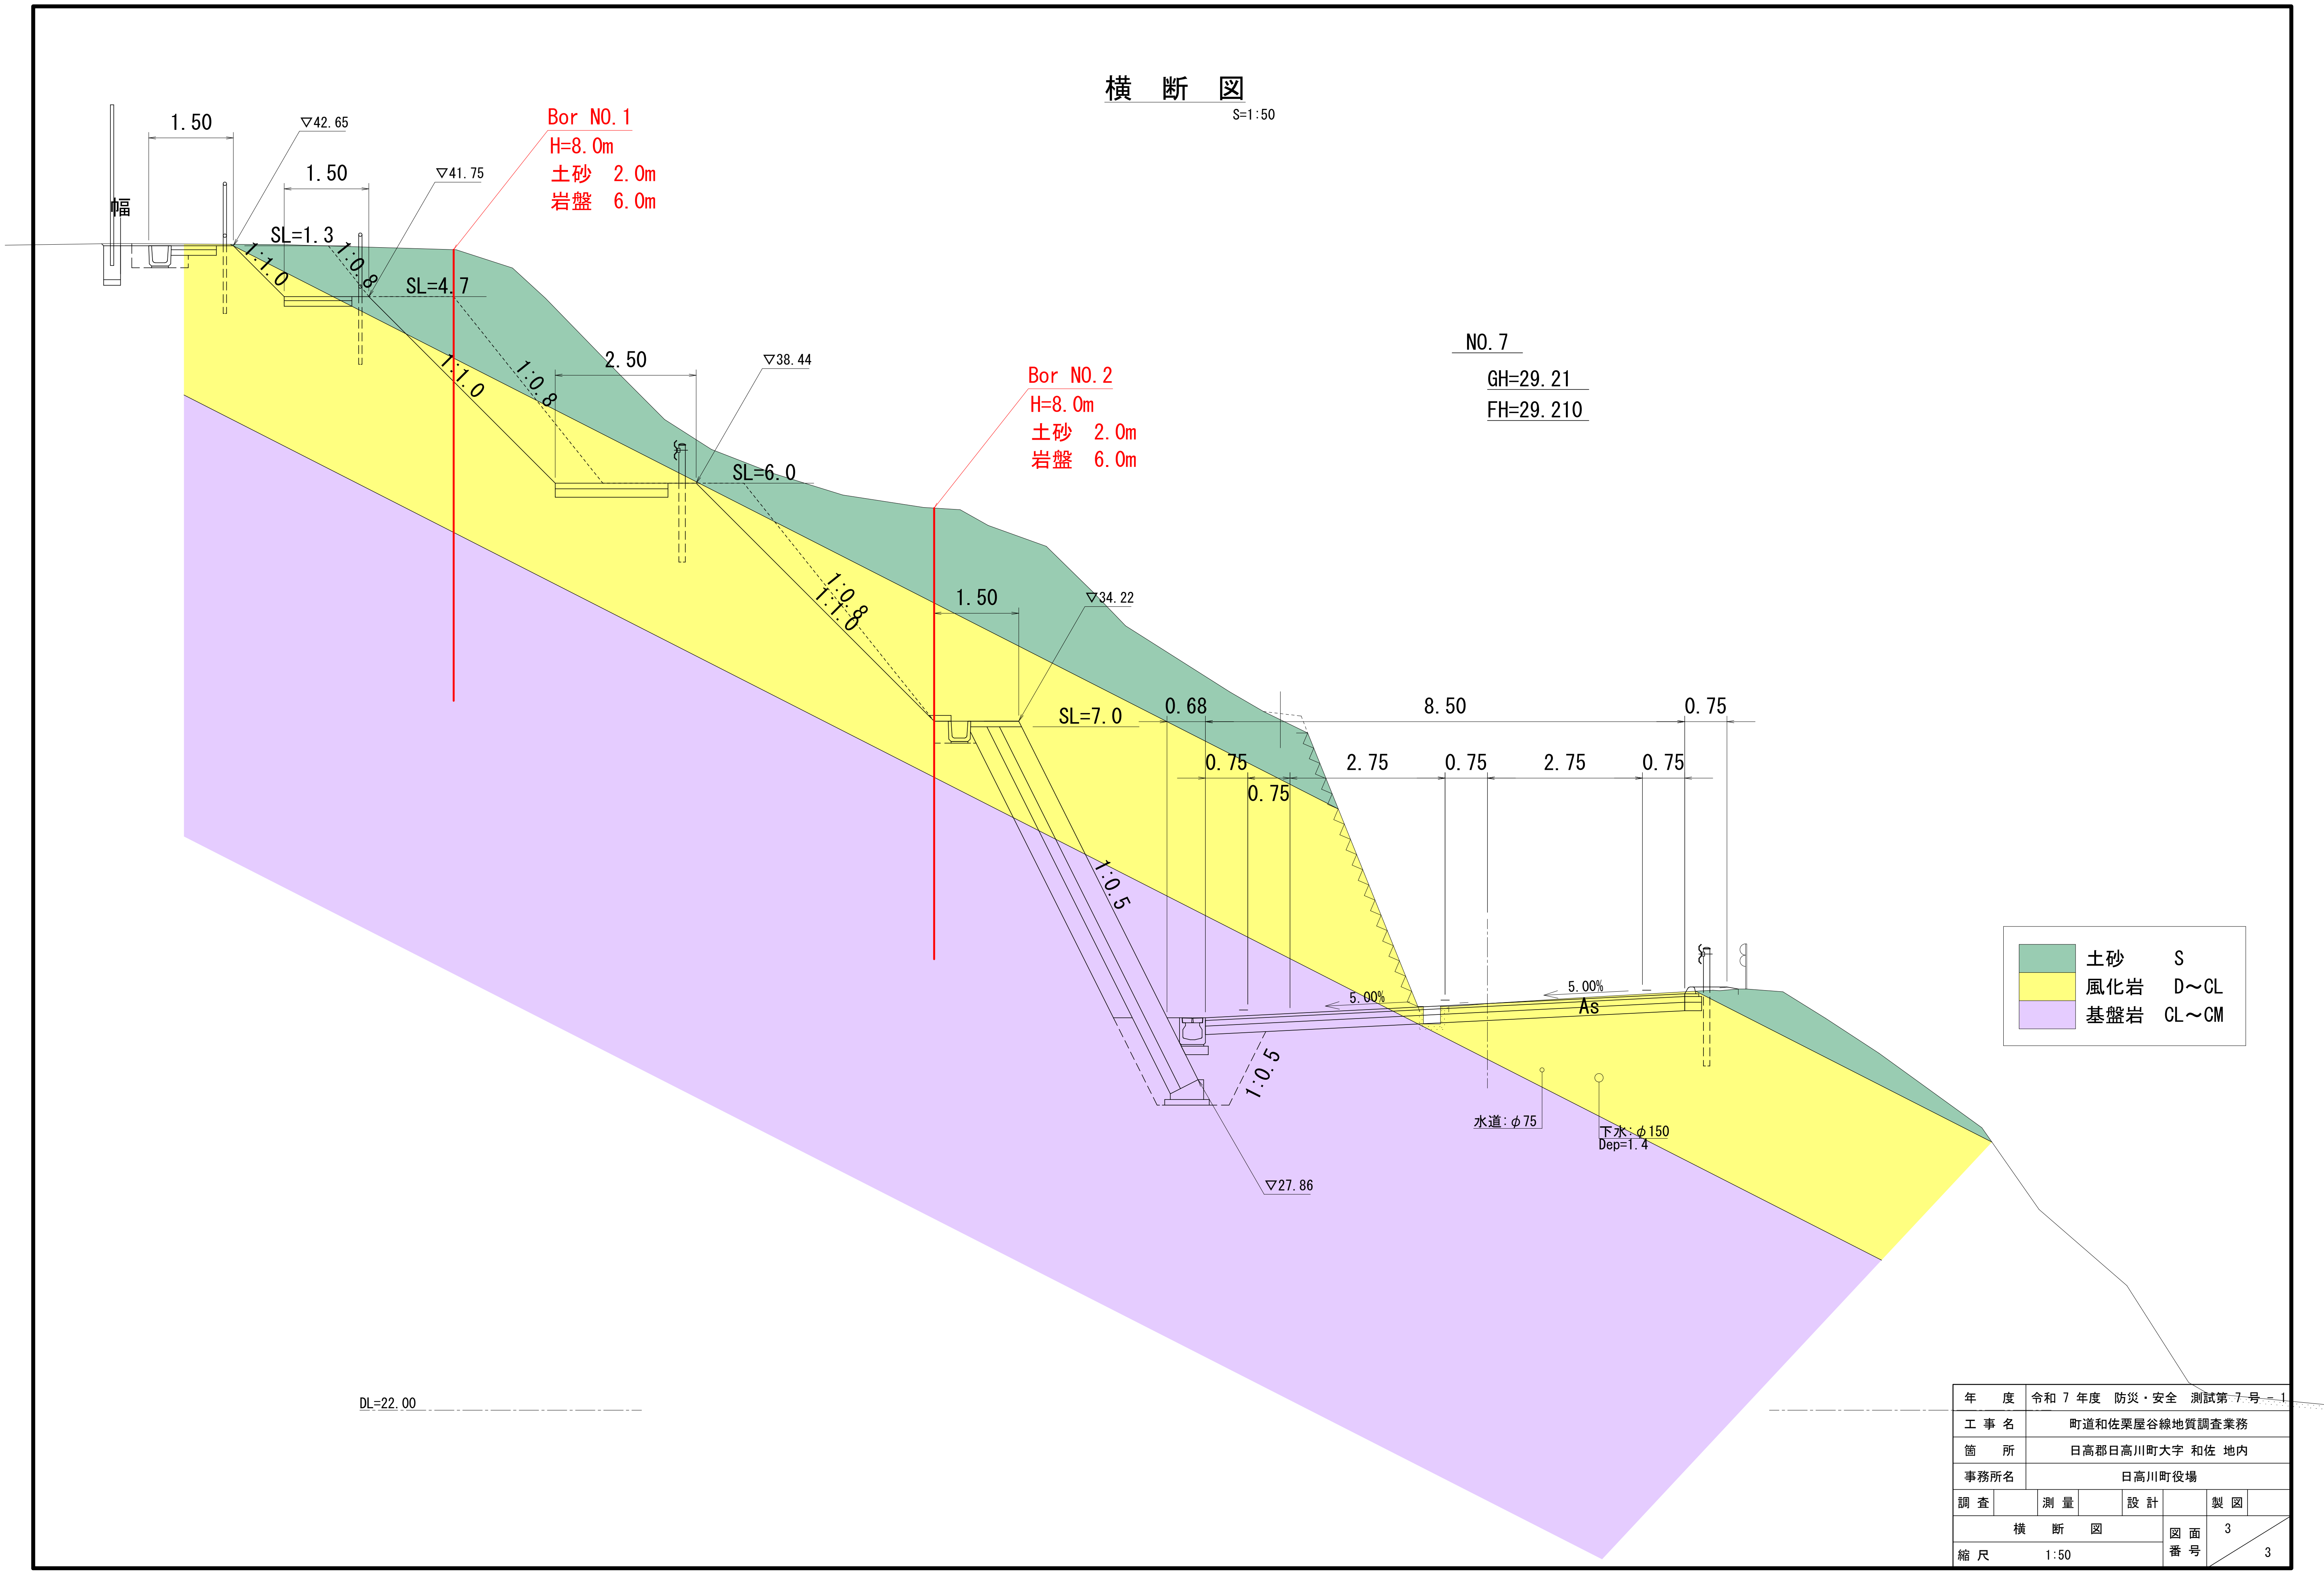 横 断 図
S=1:50
1.50
▽42.65
幅
1.50
▽41.75
Bor NO.1
H=8.0m
土砂 2.0m
岩盤 6.0m
SL=1.3
1:1.0
1:0.8
SL=4.7
1:1.0
1:0.8
2.50
▽38.44
SL=6.0
Bor NO.2
H=8.0m
土砂 2.0m
岩盤 6.0m
NO.7
GH=29.21
FH=29.210
1:0.8
1:1.0
1.50
▽34.22
SL=7.0
0.68
8.50
0.75
0.75
0.75
2.75
0.75
2.75
0.75
1:0.5
5.00%
5.00%
As
1:0.5
水道:φ75
下水:φ150
Dep=1.4
▽27.86
土砂 S
風化岩 D～CL
基盤岩 CL～CM
DL=22.00
年 度 令和 7 年度 防災・安全 測試第 7 号 - 1
工 事 名 町道和佐栗屋谷線地質調査業務
箇 所 日高郡日高川町大字 和佐 地内
事務所名 日高川町役場
調 査 測 量 設 計 製 図
横 断 図
図 面 番 号 3 3
縮 尺 1:50